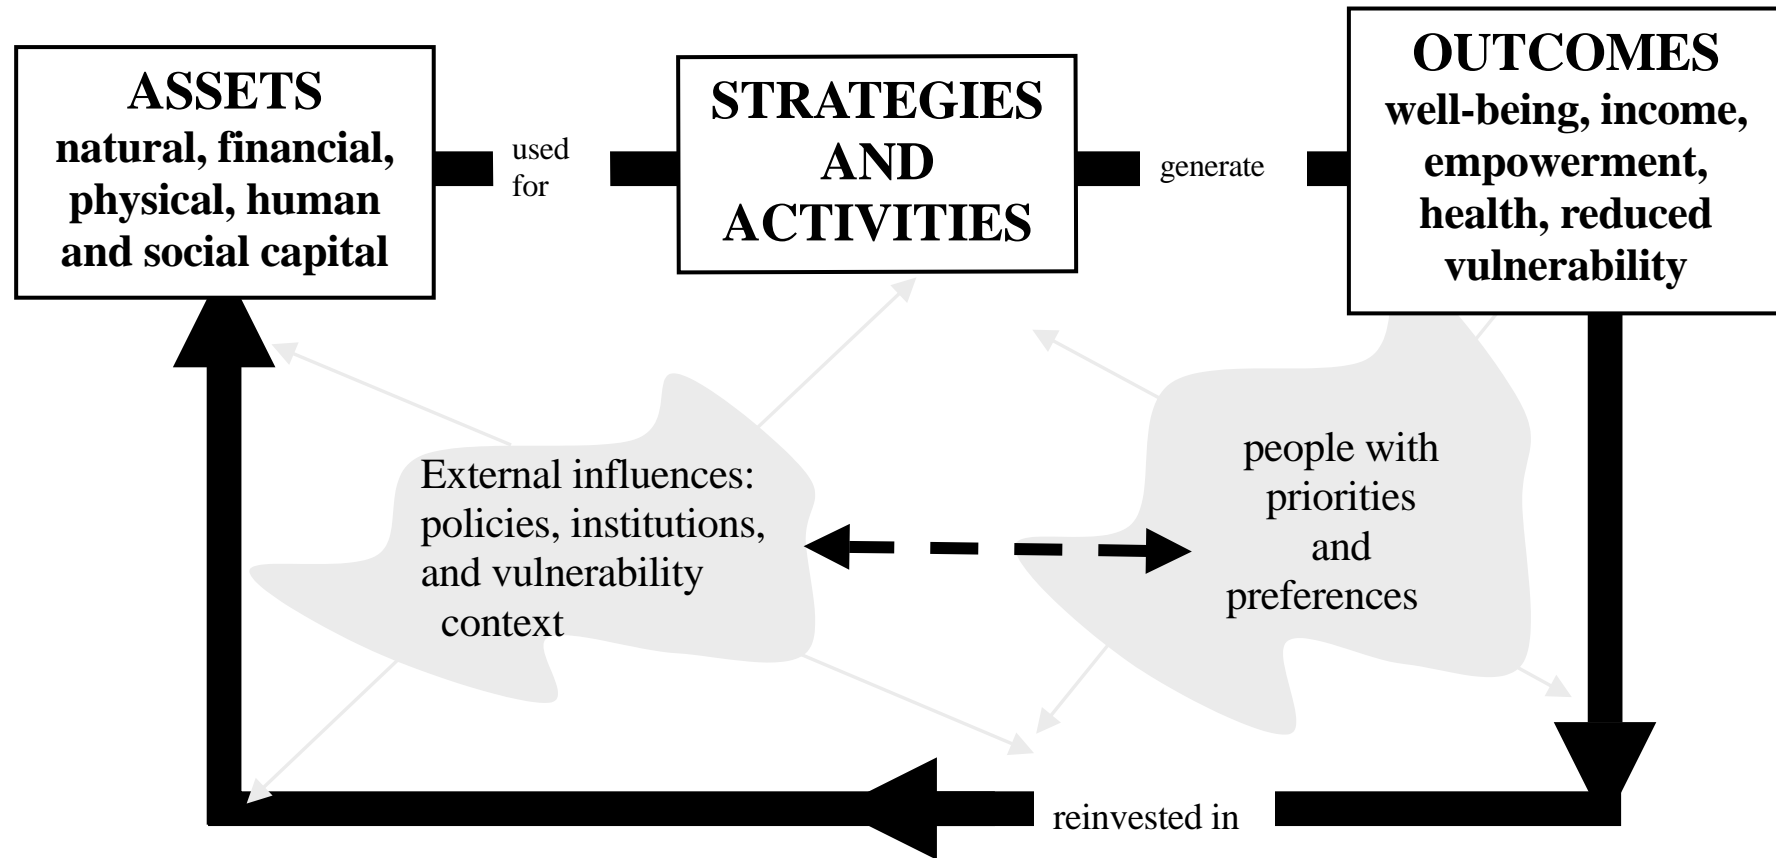 ASSETS
natural, financial,
physical, human
and social capital
used
for
STRATEGIES
AND
ACTIVITIES
generate
OUTCOMES
well-being, income,
empowerment,
health, reduced
vulnerability
External influences:
policies, institutions,
and vulnerability
context
people with
priorities
and
preferences
reinvested in